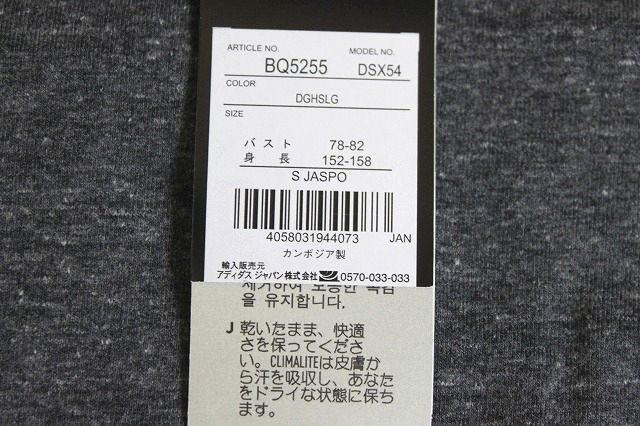 ARTICLE NO. MODEL NO.
BQ5255 DSX54
COLOR
DGHSLG
SIZE
バスト 78-82
身長 152-158
S JASPO
4058031944073 JAN
カンボジア製
輸入販売元
アディダス ジャパン株式会社 0570-033-033
을 유지합니다.
J 乾いたまま、快適
さを保ってくださ
い。CLIMALITEは皮膚か
ら汗を吸収し、あなた
をドライな状態に保ち
ます。